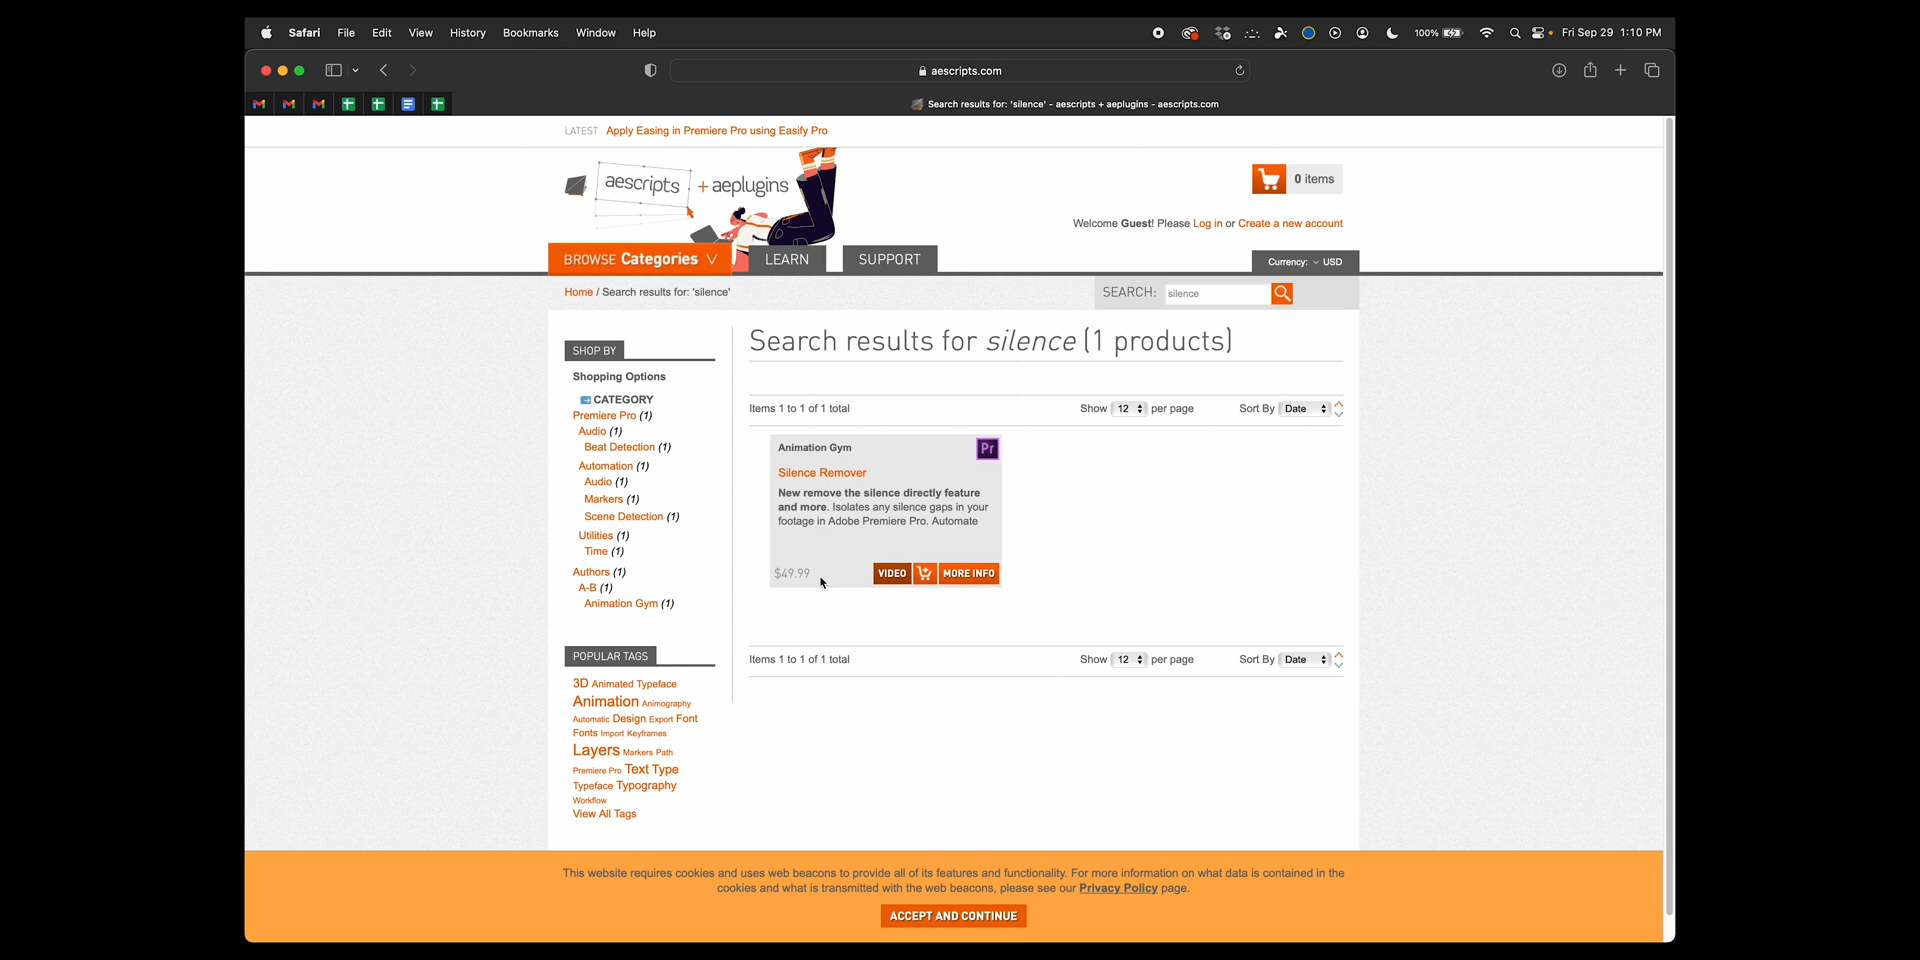 Safari File Edit View History Bookmarks Window Help
100% Fri Sep 29 1:10 PM
aescripts.com
Search results for: 'silence' - aescripts + aeplugins - aescripts.com
LATEST Apply Easing in Premiere Pro using Easify Pro
aescripts + aeplugins
0 items
Welcome Guest! Please Log in or Create a new account
BROWSE Categories V LEARN SUPPORT
Currency: USD
Home / Search results for: 'silence'
SEARCH: silence
SHOP BY
Shopping Options
CATEGORY
Premiere Pro (1)
Audio (1)
Beat Detection (1)
Automation (1)
Audio (1)
Markers (1)
Scene Detection (1)
Utilities (1)
Time (1)
Authors (1)
A-B (1)
Animation Gym (1)
POPULAR TAGS
3D Animated Typeface
Animation Animography
Automatic Design Export Font
Fonts Import Keyframes
Layers Markers Path
Premiere Pro Text Type
Typeface Typography
Workflow
View All Tags
Search results for silence (1 products)
Items 1 to 1 of 1 total
Show 12 per page
Sort By Date
Animation Gym
Pr
Silence Remover
New remove the silence directly feature
and more. Isolates any silence gaps in your
footage in Adobe Premiere Pro. Automate
$49.99
VIDEO
MORE INFO
Items 1 to 1 of 1 total
Show 12 per page
Sort By Date
This website requires cookies and uses web beacons to provide all of its features and functionality. For more information on what data is contained in the
cookies and what is transmitted with the web beacons, please see our Privacy Policy page.
ACCEPT AND CONTINUE